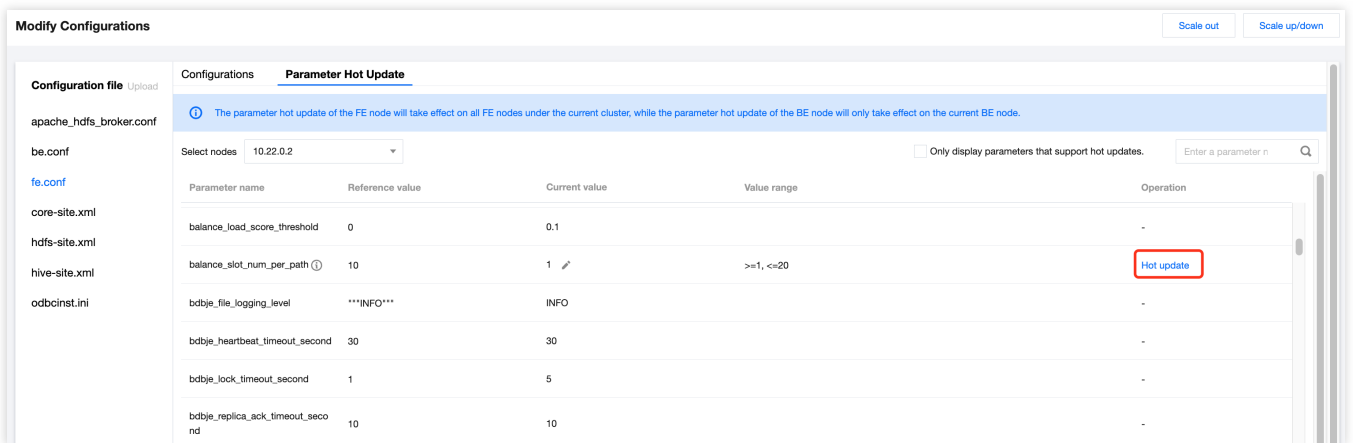 Modify Configurations
Scale out
Scale up/down
Configuration file Upload
apache_hdfs_broker.conf
be.conf
fe.conf
core-site.xml
hdfs-site.xml
hive-site.xml
odbcinst.ini
Configurations
Parameter Hot Update
The parameter hot update of the FE node will take effect on all FE nodes under the current cluster, while the parameter hot update of the BE node will only take effect on the current BE node.
Select nodes 10.22.0.2
Only display parameters that support hot updates.
Enter a parameter n
Parameter name Reference value Current value Value range Operation
balance_load_score_threshold 0 0.1 -
balance_slot_num_per_path 10 1 >=1, <=20 Hot update
bdbje_file_logging_level """INFO""" INFO -
bdbje_heartbeat_timeout_second 30 30 -
bdbje_lock_timeout_second 1 5 -
bdbje_replica_ack_timeout_seco
nd 10 10 -